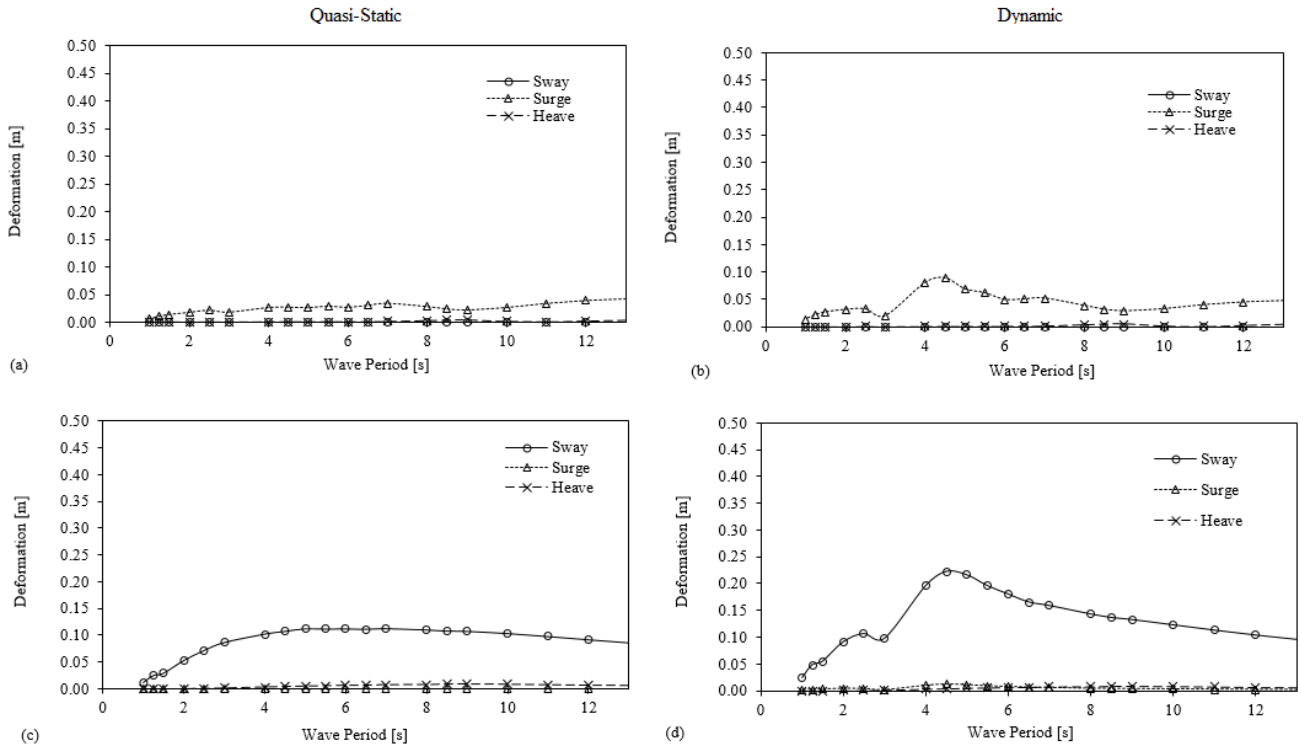 Quasi-Static
Dynamic
0.50
0.45
0.40
0.35
0.30
0.25
0.20
0.15
0.10
0.05
0.00
Deformation [m]
Sway
Surge
Heave
0 2 4 6 8 10 12
Wave Period [s]
(a)
0.50
0.45
0.40
0.35
0.30
0.25
0.20
0.15
0.10
0.05
0.00
Deformation [m]
Sway
Surge
Heave
0 2 4 6 8 10 12
Wave Period [s]
(b)
0.50
0.45
0.40
0.35
0.30
0.25
0.20
0.15
0.10
0.05
0.00
Deformation [m]
Sway
Surge
Heave
0 2 4 6 8 10 12
Wave Period [s]
(c)
0.50
0.45
0.40
0.35
0.30
0.25
0.20
0.15
0.10
0.05
0.00
Deformation [m]
Sway
Surge
Heave
0 2 4 6 8 10 12
Wave Period [s]
(d)